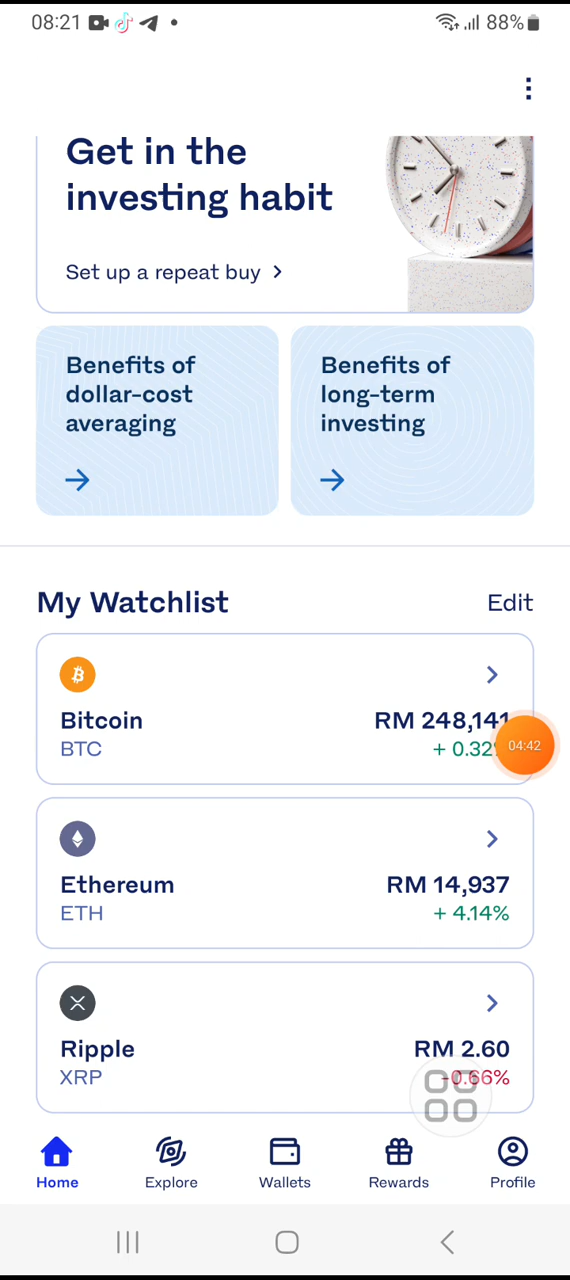 08:21
88%
Get in the
investing habit
Set up a repeat buy
Benefits of
dollar-cost
averaging
Benefits of
long-term
investing
My Watchlist
Edit
Bitcoin
RM 248,141
BTC
+ 0.32%
04:42
Ethereum
RM 14,937
ETH
+ 4.14%
Ripple
RM 2.60
XRP
-0.66%
Home
Explore
Wallets
Rewards
Profile